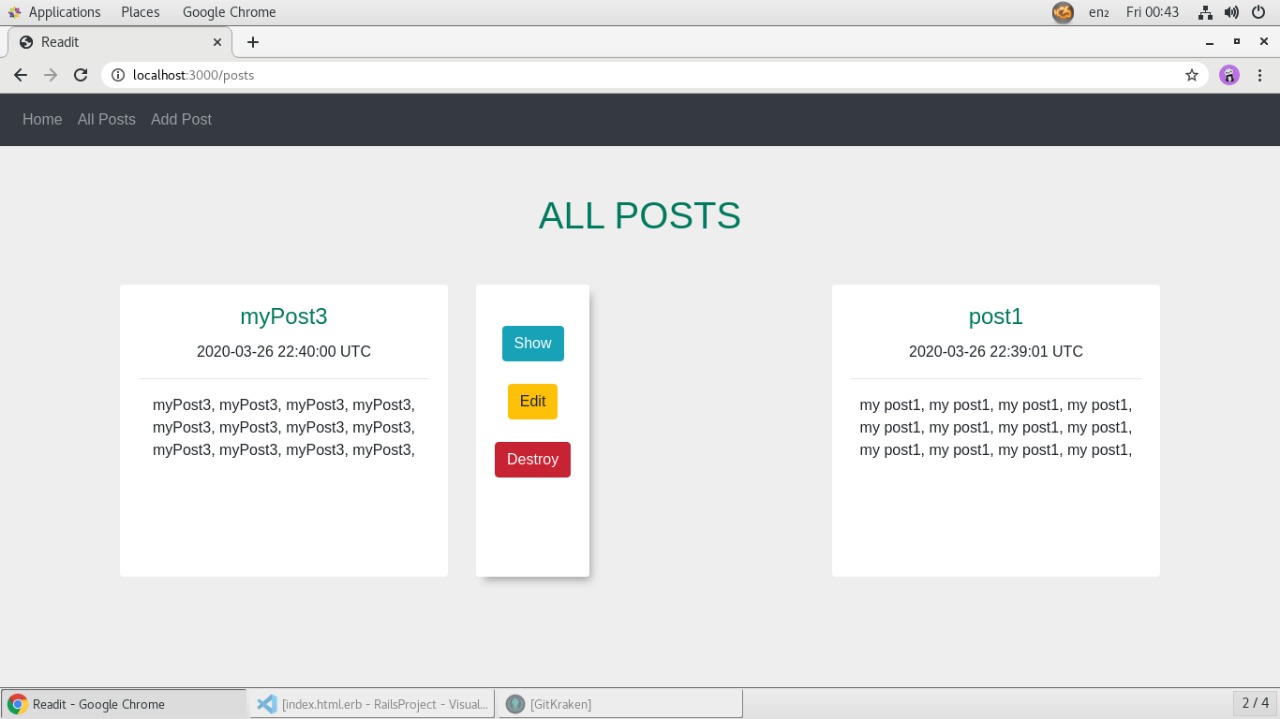 Applications Places Google Chrome en₂ Fri 00:43
Readit
localhost:3000/posts
Home All Posts Add Post
ALL POSTS
myPost3
2020-03-26 22:40:00 UTC
myPost3, myPost3, myPost3, myPost3,
myPost3, myPost3, myPost3, myPost3,
myPost3, myPost3, myPost3, myPost3,
Show
Edit
Destroy
post1
2020-03-26 22:39:01 UTC
my post1, my post1, my post1, my post1,
my post1, my post1, my post1, my post1,
my post1, my post1, my post1, my post1,
Readit - Google Chrome [index.html.erb - RailsProject - Visual... [GitKraken] 2 / 4